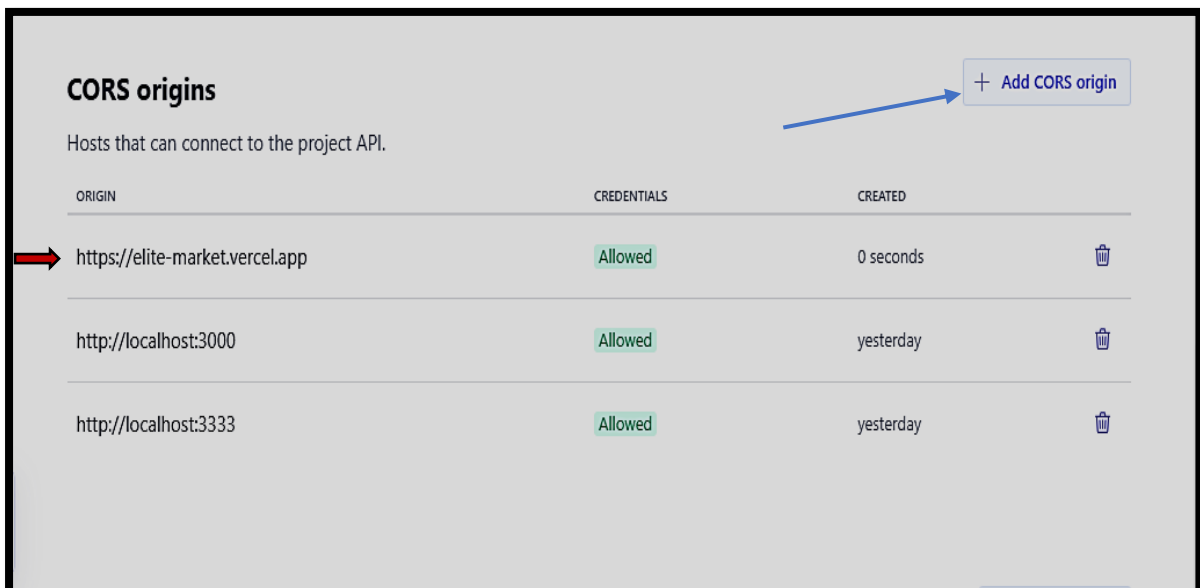 CORS origins
+ Add CORS origin
Hosts that can connect to the project API.
ORIGIN CREDENTIALS CREATED
https://elite-market.vercel.app Allowed 0 seconds
http://localhost:3000 Allowed yesterday
http://localhost:3333 Allowed yesterday